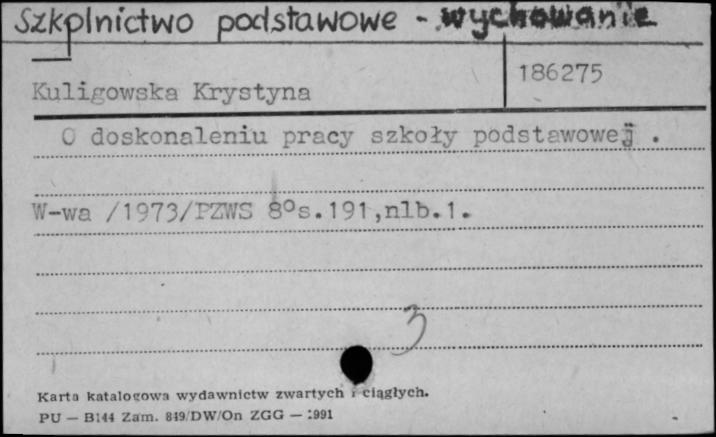 Szkolnictwo podstawowe - wychowanie
186275
Kuligowska Krystyna
O doskonaleniu pracy szkoły podstawowej .
W-wa /1973/PZWS 8°s.191,nlb.1.
3
Karta katalogowa wydawnictw zwartych i ciągłych.
PU — B144 Zam. 849/DW/On ZGG — 1991